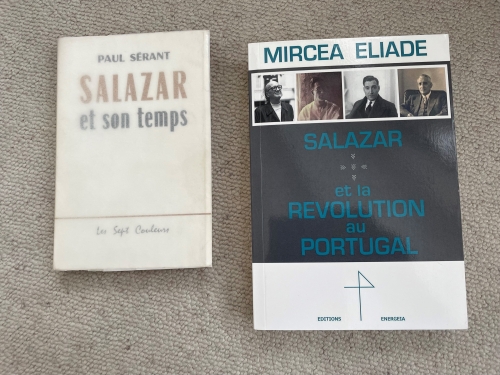 PAUL SÉRANT
SALAZAR
et son temps
Les Sept Couleurs
MIRCEA ELIADE
SALAZAR
et la
REVOLUTION
au
PORTUGAL
EDITIONS ENERGEIA